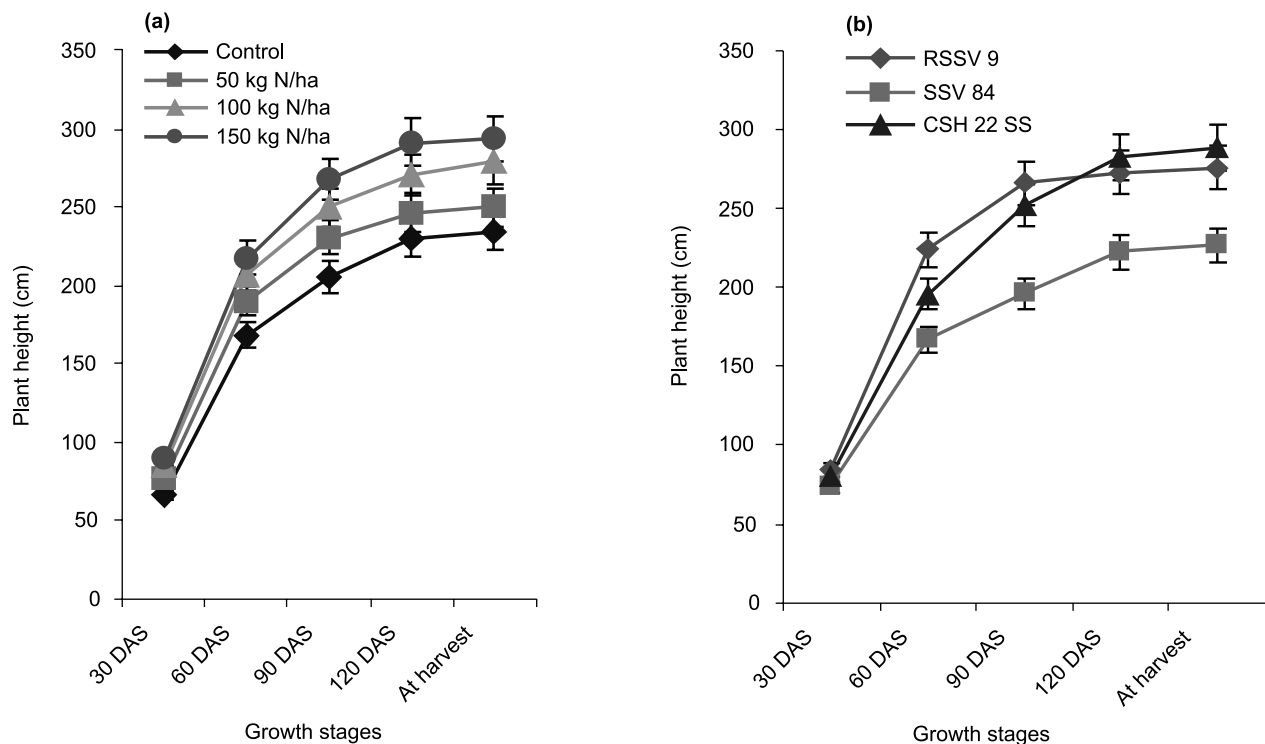 (a)
Control
50 kg N/ha
100 kg N/ha
150 kg N/ha
350
300
250
200
150
100
50
0
Plant height (cm)
30 DAS
60 DAS
90 DAS
120 DAS
At harvest
Growth stages
(b)
RSSV 9
SSV 84
CSH 22 SS
350
300
250
200
150
100
50
0
Plant height (cm)
30 DAS
60 DAS
90 DAS
120 DAS
At harvest
Growth stages